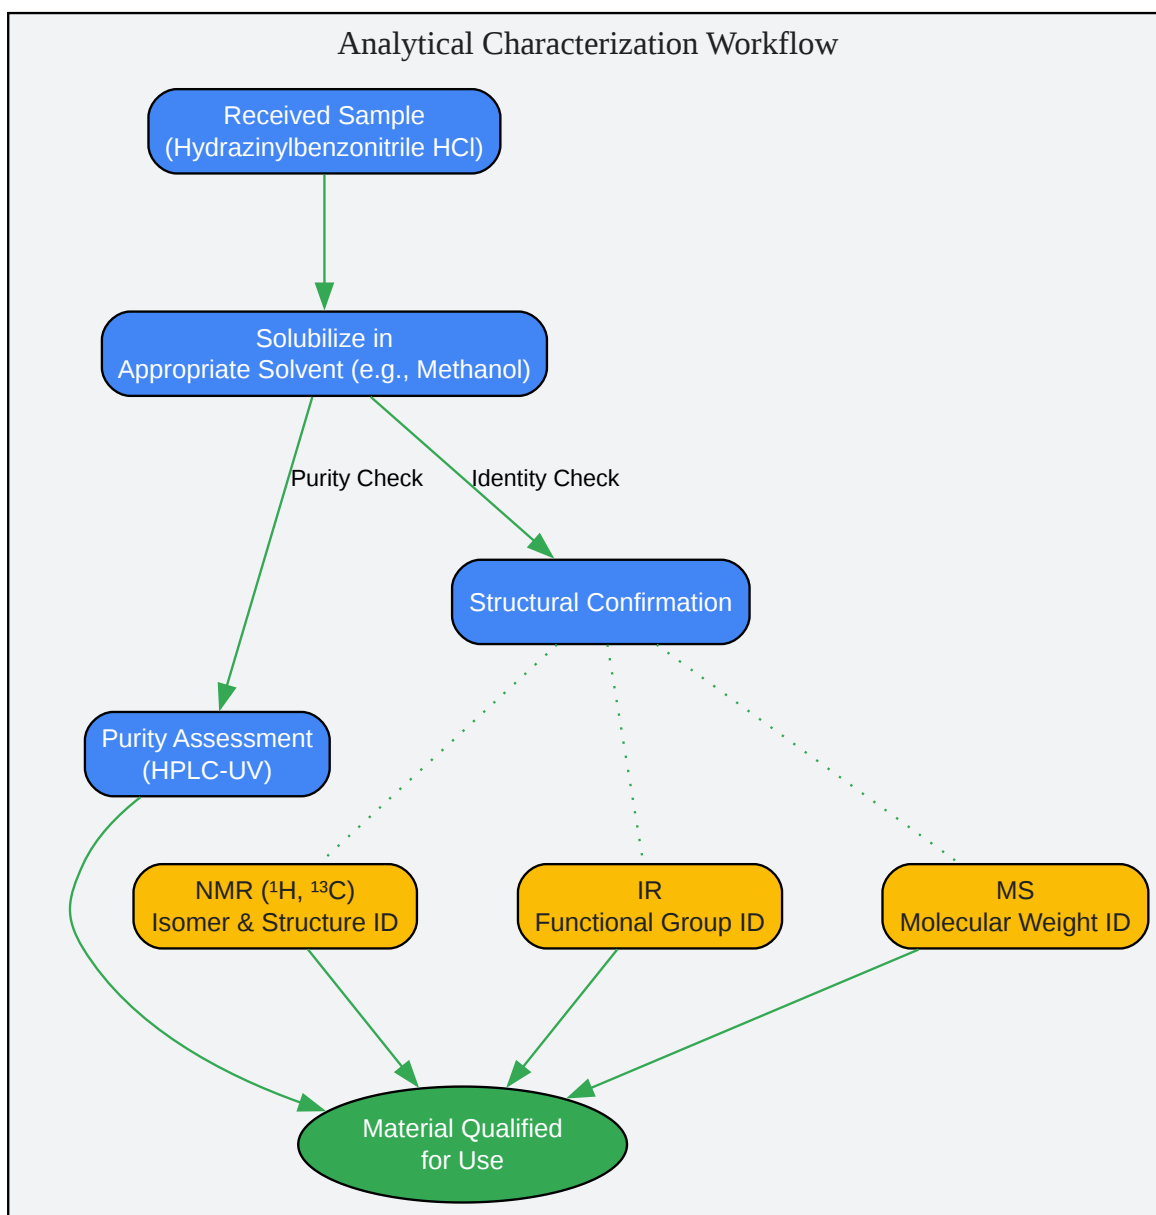 Analytical Characterization Workflow
Received Sample
(Hydrazinylbenzonitrile HCl)
Solubilize in
Appropriate Solvent (e.g., Methanol)
Purity Check
Identity Check
Structural Confirmation
Purity Assessment
(HPLC-UV)
NMR (¹H, ¹³C)
Isomer & Structure ID
IR
Functional Group ID
MS
Molecular Weight ID
Material Qualified
for Use